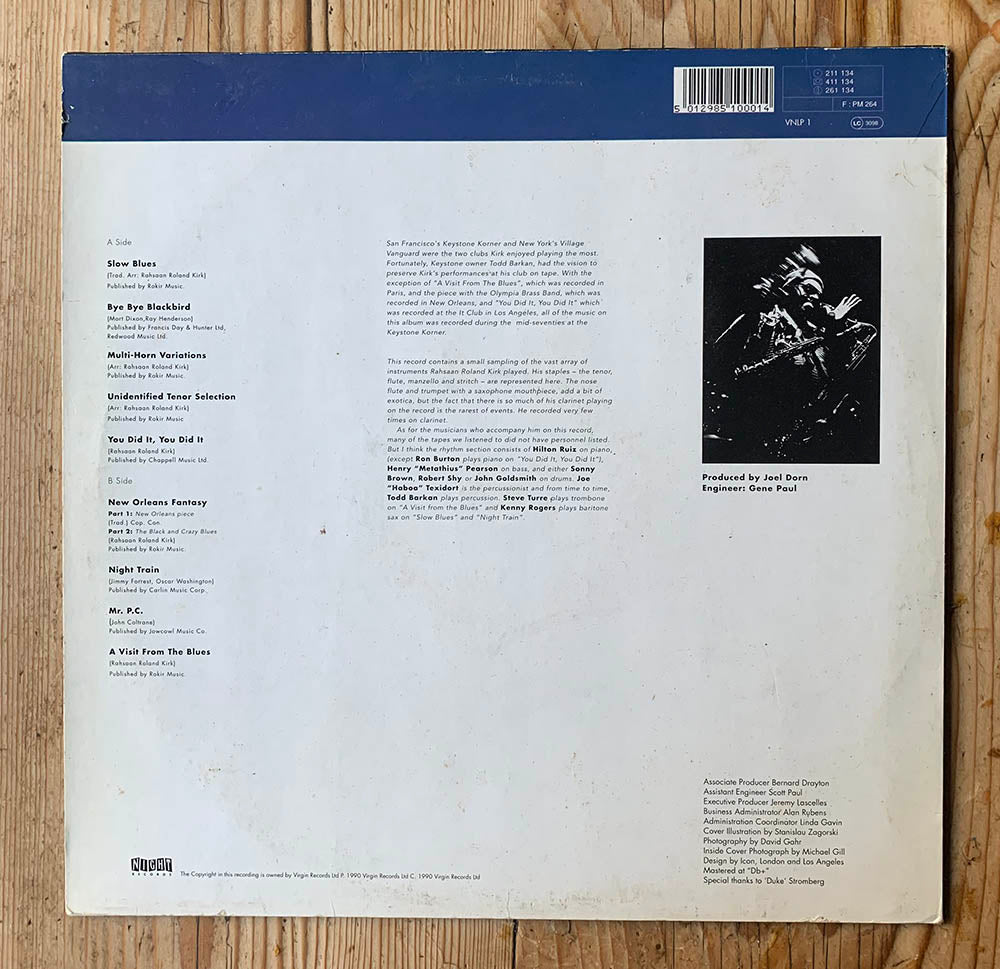 5 012985 100014
211 134
411 134
261 134
F : PM 264
VNLP 1
LC 3098
A Side
Slow Blues
(Trad. Arr: Rahsaan Roland Kirk)
Published by Rokir Music.
Bye Bye Blackbird
(Mort Dixon,Ray Henderson)
Published by Francis Day & Hunter Ltd,
Redwood Music Ltd.
Multi-Horn Variations
(Arr: Rahsaan Roland Kirk)
Published by Rokir Music.
Unidentified Tenor Selection
(Arr: Rahsaan Roland Kirk)
Published by Rokir Music
You Did It, You Did It
(Rahsaan Roland Kirk)
Published by Chappell Music Ltd.
B Side
New Orleans Fantasy
Part 1: New Orleans piece
(Trad.) Cop. Con.
Part 2: The Black and Crazy Blues
(Rahsaan Roland Kirk)
Published by Rokir Music.
Night Train
(Jimmy Forrest, Oscar Washington)
Published by Carlin Music Corp.
Mr. P.C.
(John Coltrane)
Published by Jowcowl Music Co.
A Visit From The Blues
(Rahsaan Roland Kirk)
Published by Rokir Music.
San Francisco's Keystone Korner and New York's Village
Vanguard were the two clubs Kirk enjoyed playing the most.
Fortunately, Keystone owner Todd Barkan, had the vision to
preserve Kirk's performances at his club on tape. With the
exception of "A Visit From The Blues", which was recorded in
Paris, and the piece with the Olympia Brass Band, which was
recorded in New Orleans, and "You Did It, You Did It" which
was recorded at the It Club in Los Angeles, all of the music on
this album was recorded during the mid-seventies at the
Keystone Korner.
This record contains a small sampling of the vast array of
instruments Rahsaan Roland Kirk played. His staples – the tenor,
flute, manzello and stritch – are represented here. The nose
flute and trumpet with a saxophone mouthpiece, add a bit of
exotica, but the fact that there is so much of his clarinet playing
on the record is the rarest of events. He recorded very few
times on clarinet.
As for the musicians who accompany him on this record,
many of the tapes we listened to did not have personnel listed.
But I think the rhythm section consists of Hilton Ruiz on piano,
(except Ron Burton plays piano on "You Did It, You Did It"),
Henry "Metathius" Pearson on bass, and either Sonny
Brown, Robert Shy or John Goldsmith on drums. Joe
"Habao" Texidort is the percussionist and from time to time,
Todd Barkan plays percussion. Steve Turre plays trombone
on "A Visit from the Blues" and Kenny Rogers plays baritone
sax on "Slow Blues" and "Night Train".
Produced by Joel Dorn
Engineer: Gene Paul
Associate Producer Bernard Drayton
Assistant Engineer Scott Paul
Executive Producer Jeremy Lascelles
Business Administrator Alan Rubens
Administration Coordinator Linda Gavin
Cover Illustration by Stanislau Zagorski
Photography by David Gahr
Inside Cover Photograph by Michael Gill
Design by Icon, London and Los Angeles
Mastered at "Db+"
Special thanks to 'Duke' Stromberg
NIGHT
RECORDS
The Copyright in this recording is owned by Virgin Records Ltd P. 1990 Virgin Records Ltd C. 1990 Virgin Records Ltd